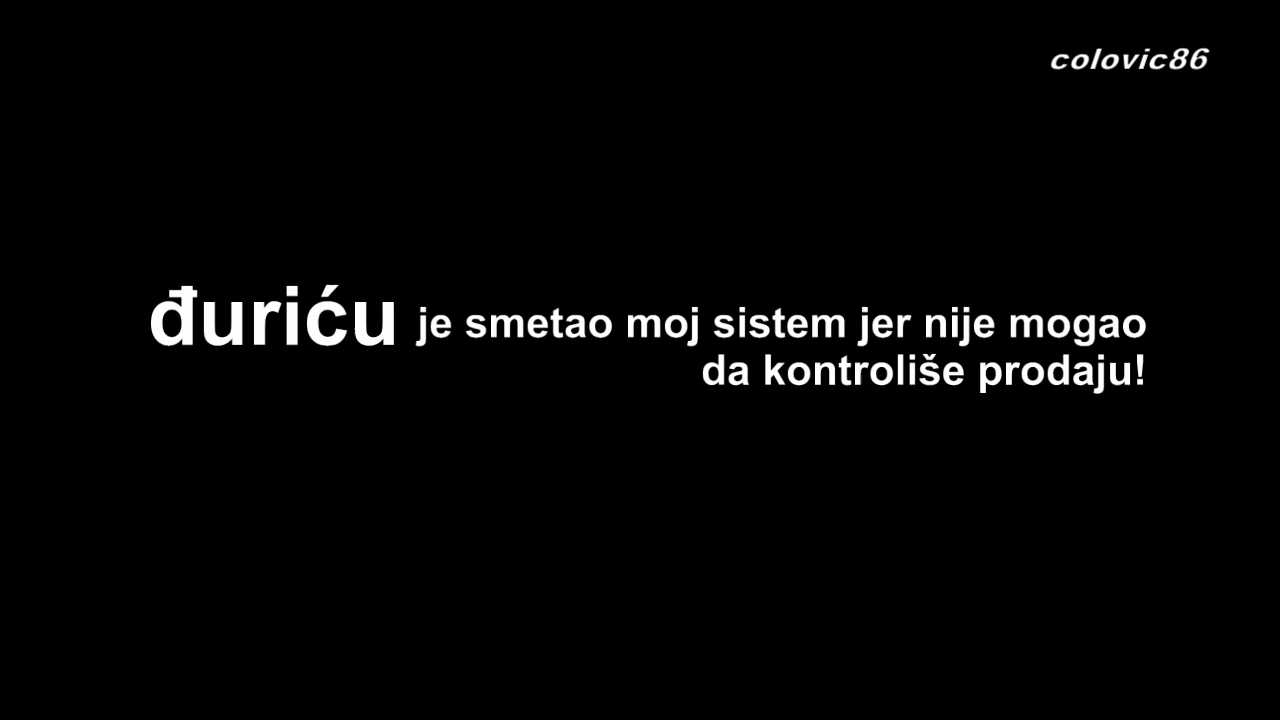 colovic86
đuriću je smetao moj sistem jer nije mogao
da kontroliše prodaju!